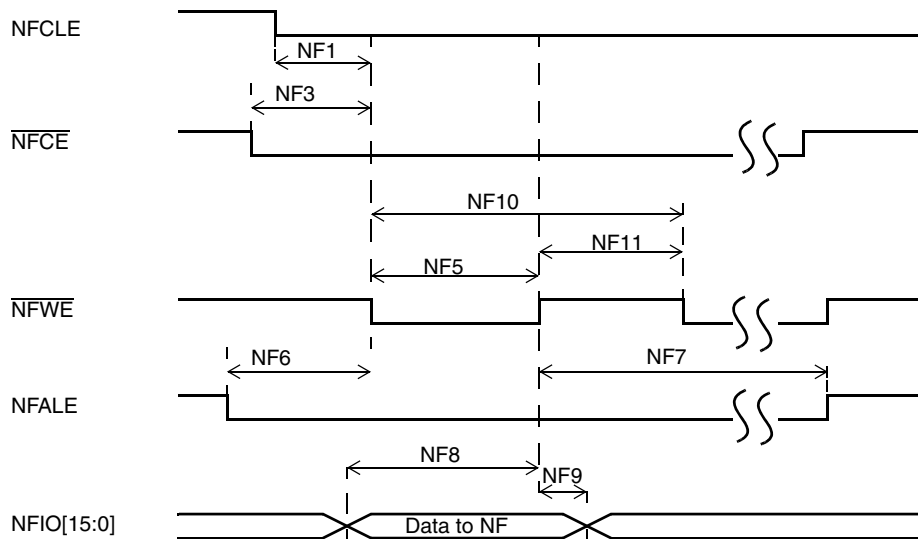 NFCLE
NF1
NF3
NFCE
NF10
NF11
NF5
NFWE
NF6
NF7
NFALE
NF8
NF9
NFIO[15:0]
Data to NF